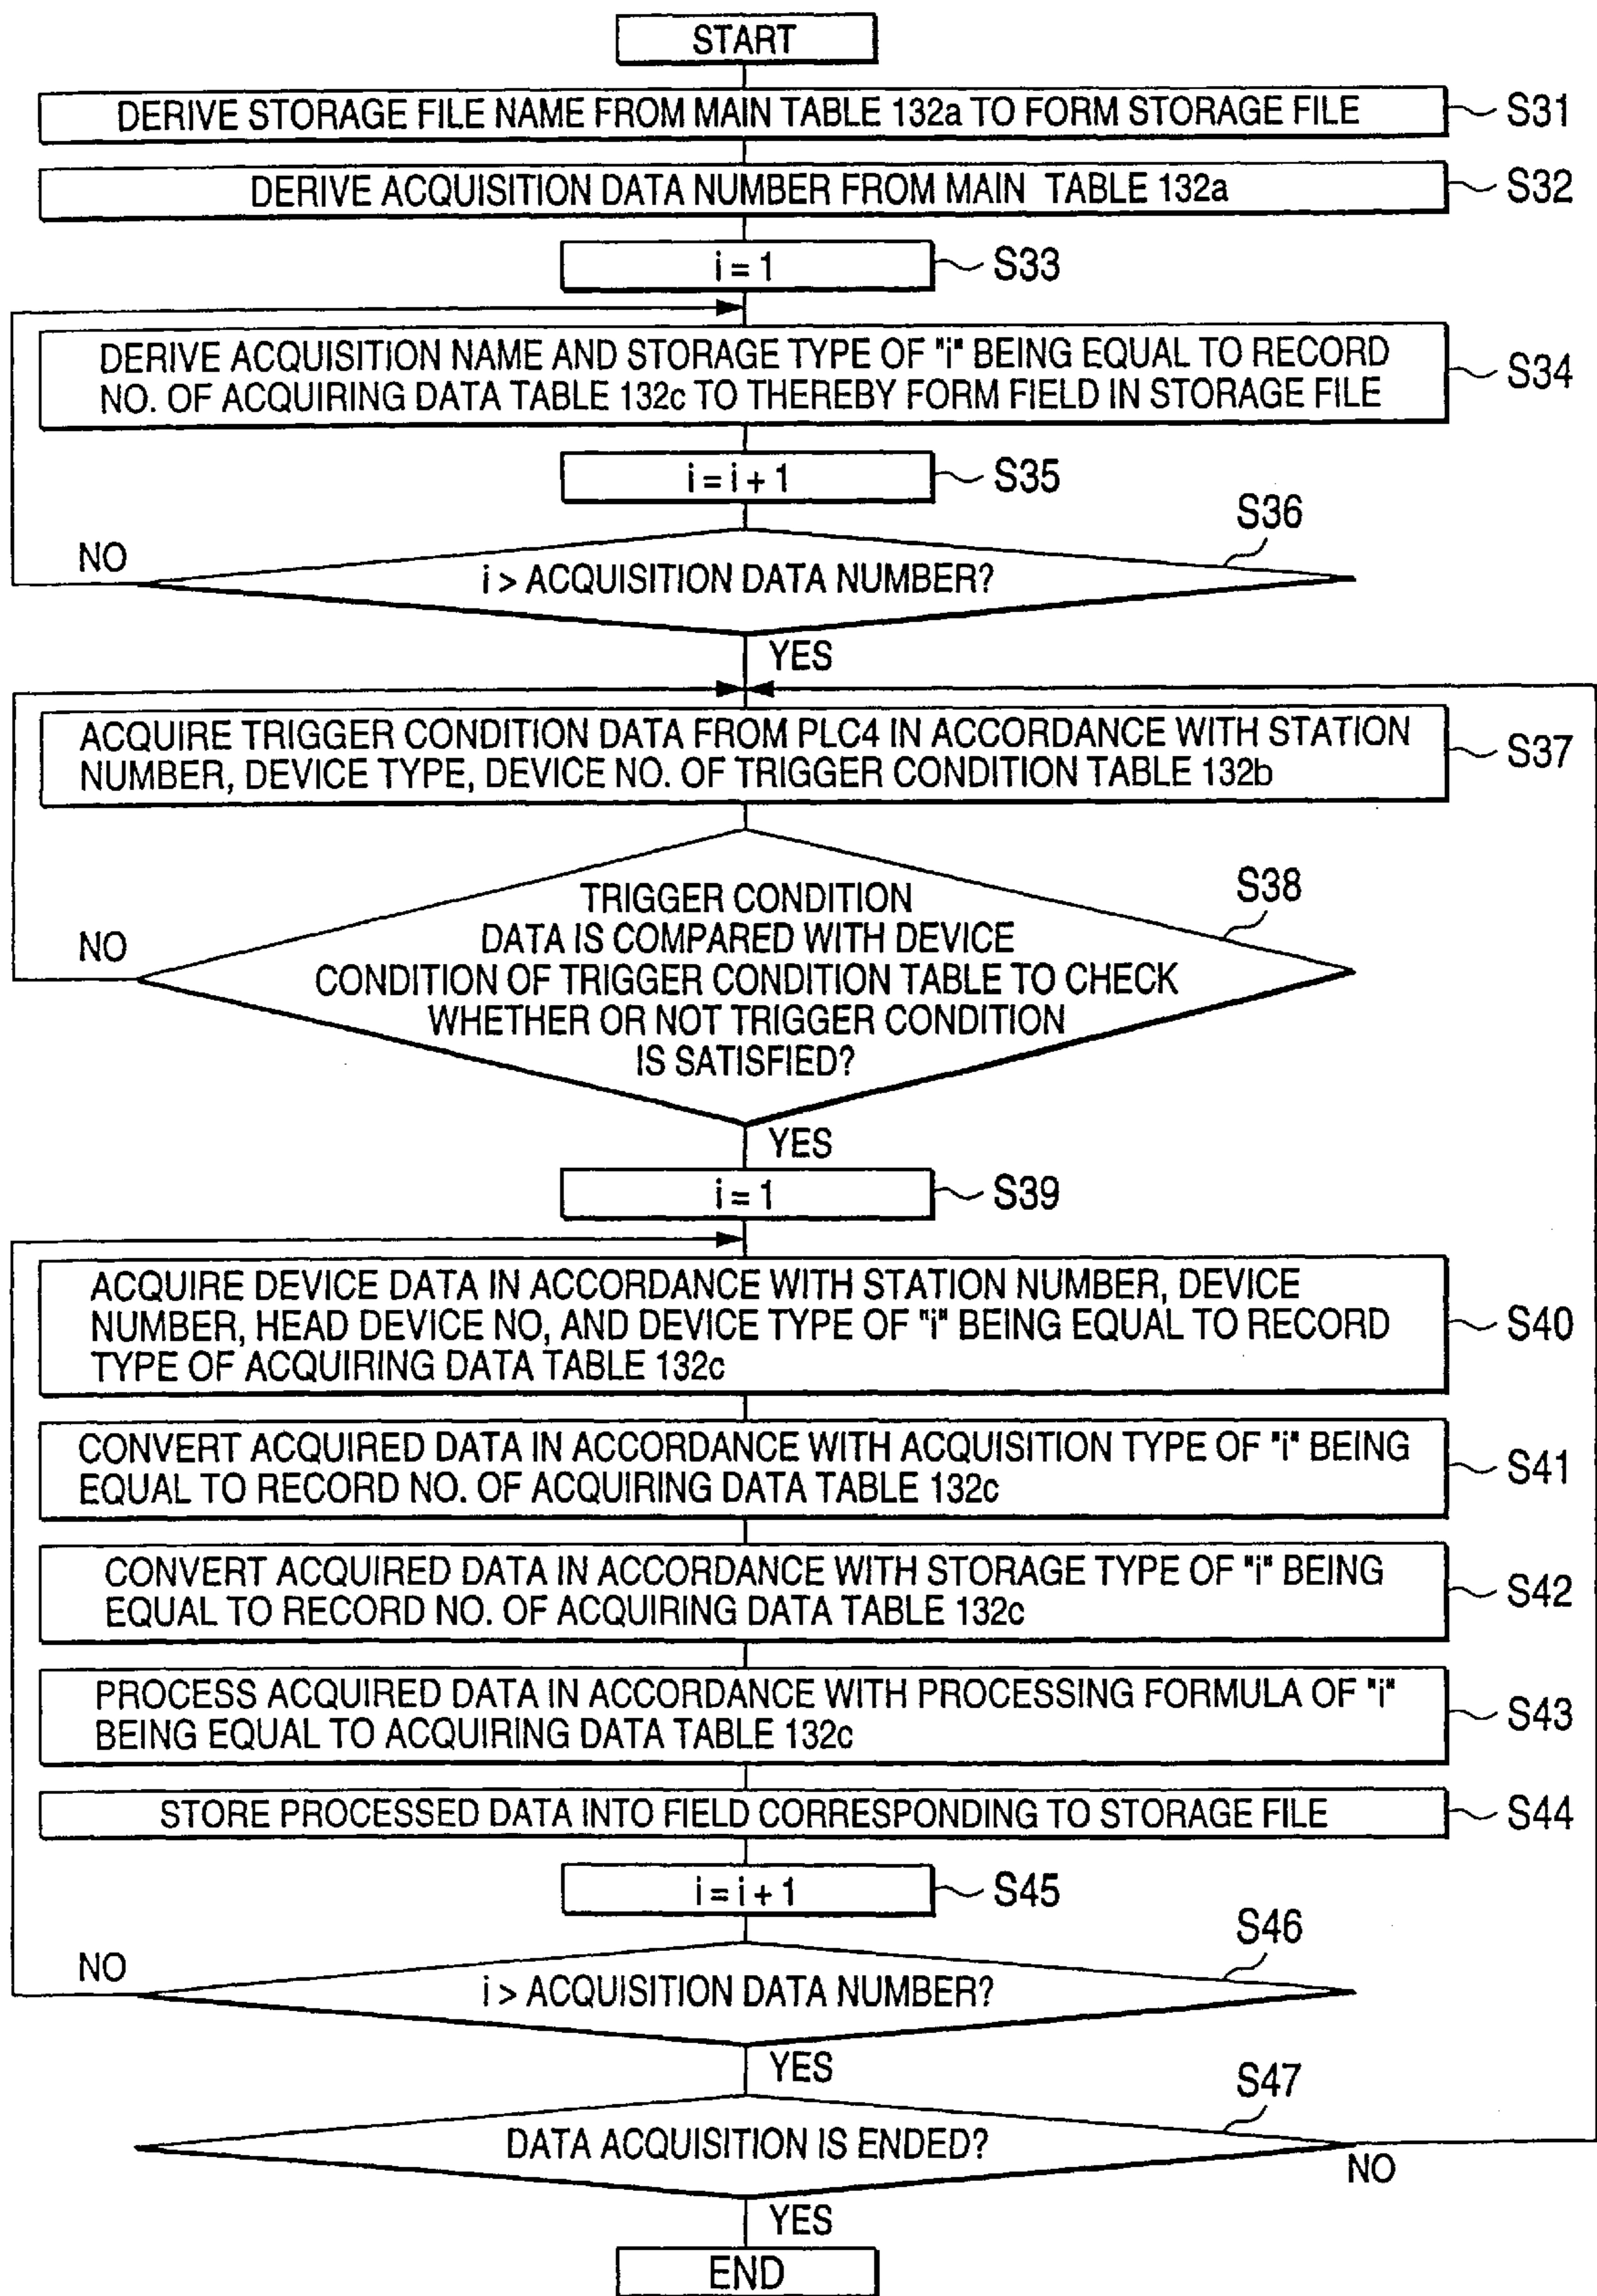 START
DERIVE STORAGE FILE NAME FROM MAIN TABLE 132a TO FORM STORAGE FILE
S31
DERIVE ACQUISITION DATA NUMBER FROM MAIN TABLE 132a
S32
i = 1
S33
DERIVE ACQUISITION NAME AND STORAGE TYPE OF "i" BEING EQUAL TO RECORD
NO. OF ACQUIRING DATA TABLE 132c TO THEREBY FORM FIELD IN STORAGE FILE
S34
i = i + 1
S35
S36
NO
i > ACQUISITION DATA NUMBER?
YES
ACQUIRE TRIGGER CONDITION DATA FROM PLC4 IN ACCORDANCE WITH STATION
NUMBER, DEVICE TYPE, DEVICE NO. OF TRIGGER CONDITION TABLE 132b
S37
TRIGGER CONDITION
DATA IS COMPARED WITH DEVICE
CONDITION OF TRIGGER CONDITION TABLE TO CHECK
WHETHER OR NOT TRIGGER CONDITION
IS SATISFIED?
S38
NO
YES
i = 1
S39
ACQUIRE DEVICE DATA IN ACCORDANCE WITH STATION NUMBER, DEVICE
NUMBER, HEAD DEVICE NO, AND DEVICE TYPE OF "i" BEING EQUAL TO RECORD
TYPE OF ACQUIRING DATA TABLE 132c
S40
CONVERT ACQUIRED DATA IN ACCORDANCE WITH ACQUISITION TYPE OF "i" BEING
EQUAL TO RECORD NO. OF ACQUIRING DATA TABLE 132c
S41
CONVERT ACQUIRED DATA IN ACCORDANCE WITH STORAGE TYPE OF "i" BEING
EQUAL TO RECORD NO. OF ACQUIRING DATA TABLE 132c
S42
PROCESS ACQUIRED DATA IN ACCORDANCE WITH PROCESSING FORMULA OF "i"
BEING EQUAL TO ACQUIRING DATA TABLE 132c
S43
STORE PROCESSED DATA INTO FIELD CORRESPONDING TO STORAGE FILE
S44
i = i + 1
S45
S46
NO
i > ACQUISITION DATA NUMBER?
YES
S47
DATA ACQUISITION IS ENDED?
NO
YES
END